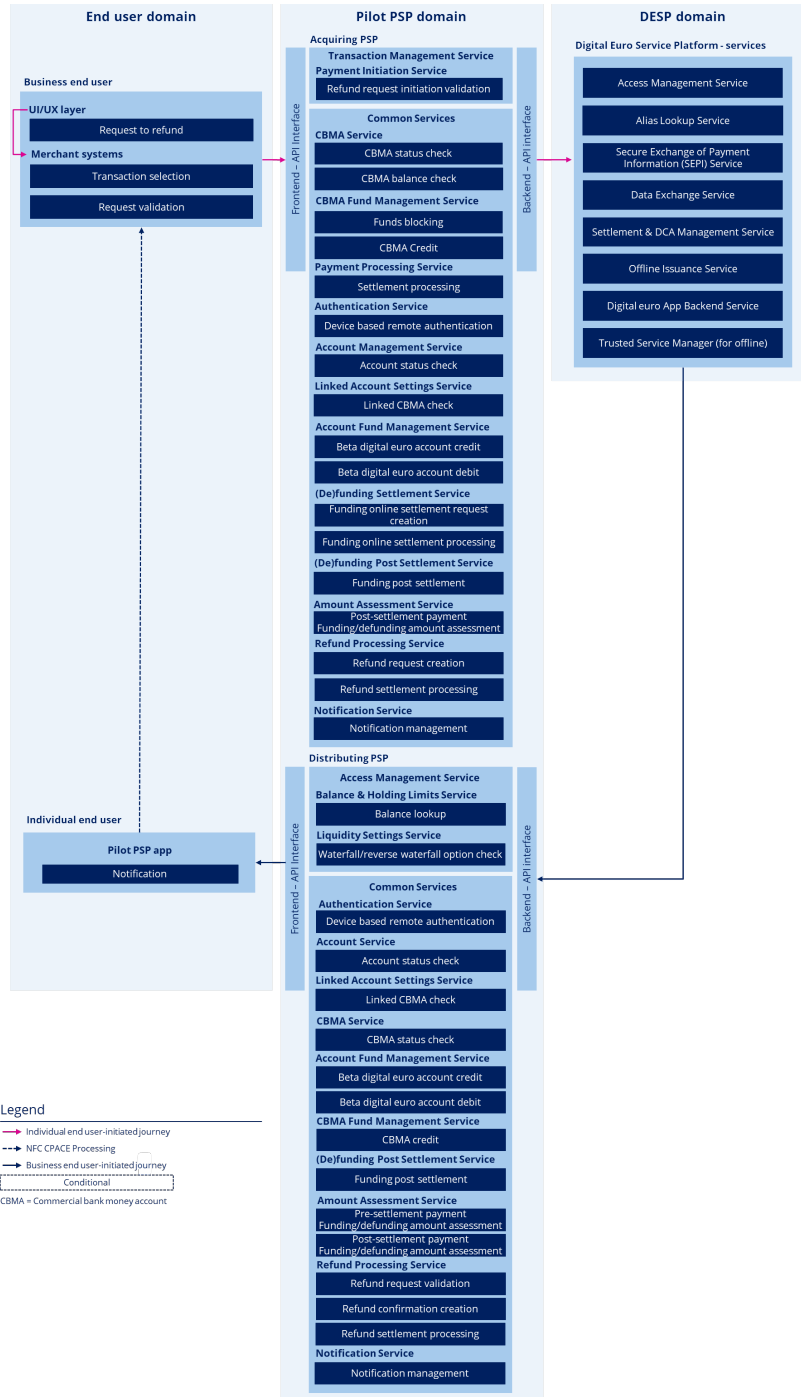 End user domain
Business end user
UI/UX layer
Request to refund
Merchant systems
Transaction selection
Request validation
Individual end user
Pilot PSP app
Notification
Pilot PSP domain
Acquiring PSP
Frontend – API Interface
Transaction Management Service
Payment Initiation Service
Refund request initiation validation
Common Services
CBMA Service
CBMA status check
CBMA balance check
CBMA Fund Management Service
Funds blocking
CBMA Credit
Payment Processing Service
Settlement processing
Authentication Service
Device based remote authentication
Account Management Service
Account status check
Linked Account Settings Service
Linked CBMA check
Account Fund Management Service
Beta digital euro account credit
Beta digital euro account debit
(De)funding Settlement Service
Funding online settlement request
creation
Funding online settlement processing
(De)funding Post Settlement Service
Funding post settlement
Amount Assessment Service
Post-settlement payment
Funding/defunding amount assessment
Refund Processing Service
Refund request creation
Refund settlement processing
Notification Service
Notification management
Backend – API interface
Distributing PSP
Frontend – API Interface
Access Management Service
Balance & Holding Limits Service
Balance lookup
Liquidity Settings Service
Waterfall/reverse waterfall option check
Common Services
Authentication Service
Device based remote authentication
Account Service
Account status check
Linked Account Settings Service
Linked CBMA check
CBMA Service
CBMA status check
Account Fund Management Service
Beta digital euro account credit
Beta digital euro account debit
CBMA Fund Management Service
CBMA credit
(De)funding Post Settlement Service
Funding post settlement
Amount Assessment Service
Pre-settlement payment
Funding/defunding amount assessment
Post-settlement payment
Funding/defunding amount assessment
Refund Processing Service
Refund request validation
Refund confirmation creation
Refund settlement processing
Notification Service
Notification management
Backend – API interface
DESP domain
Digital Euro Service Platform - services
Access Management Service
Alias Lookup Service
Secure Exchange of Payment
Information (SEPI) Service
Data Exchange Service
Settlement & DCA Management Service
Offline Issuance Service
Digital euro App Backend Service
Trusted Service Manager (for offline)
Legend
Individual end user-initiated journey
NFC CPACE Processing
Business end user-initiated journey
Conditional
CBMA = Commercial bank money account